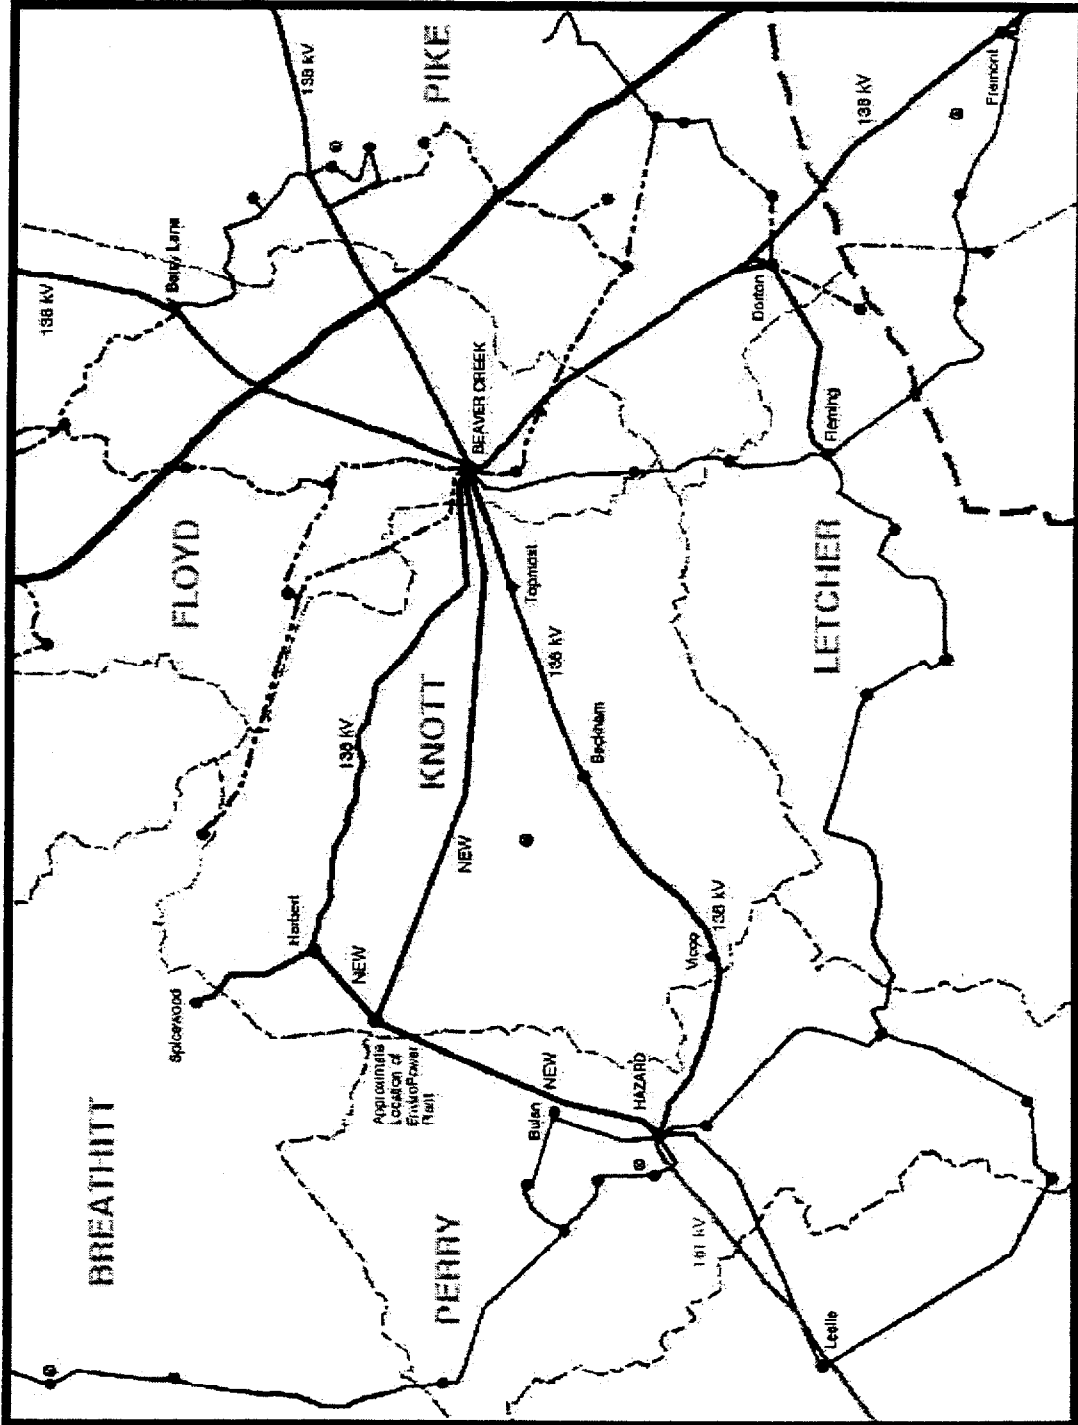 BREATHITT
FLOYD
PIKE
KNOTT
PERRY
LETCHER
138 kV
Betsy Lane
138 kV
BEAVER CREEK
138 kV
Fremont
Dorton
Fleming
Topmost
138 kV
Beckham
138 kV
NEW
Harbert
NEW
Spicewood
Approximate
Location of
EnviroPower
Plant
Vicco
138 kV
HAZARD
NEW
Bulan
161 kV
Leslie